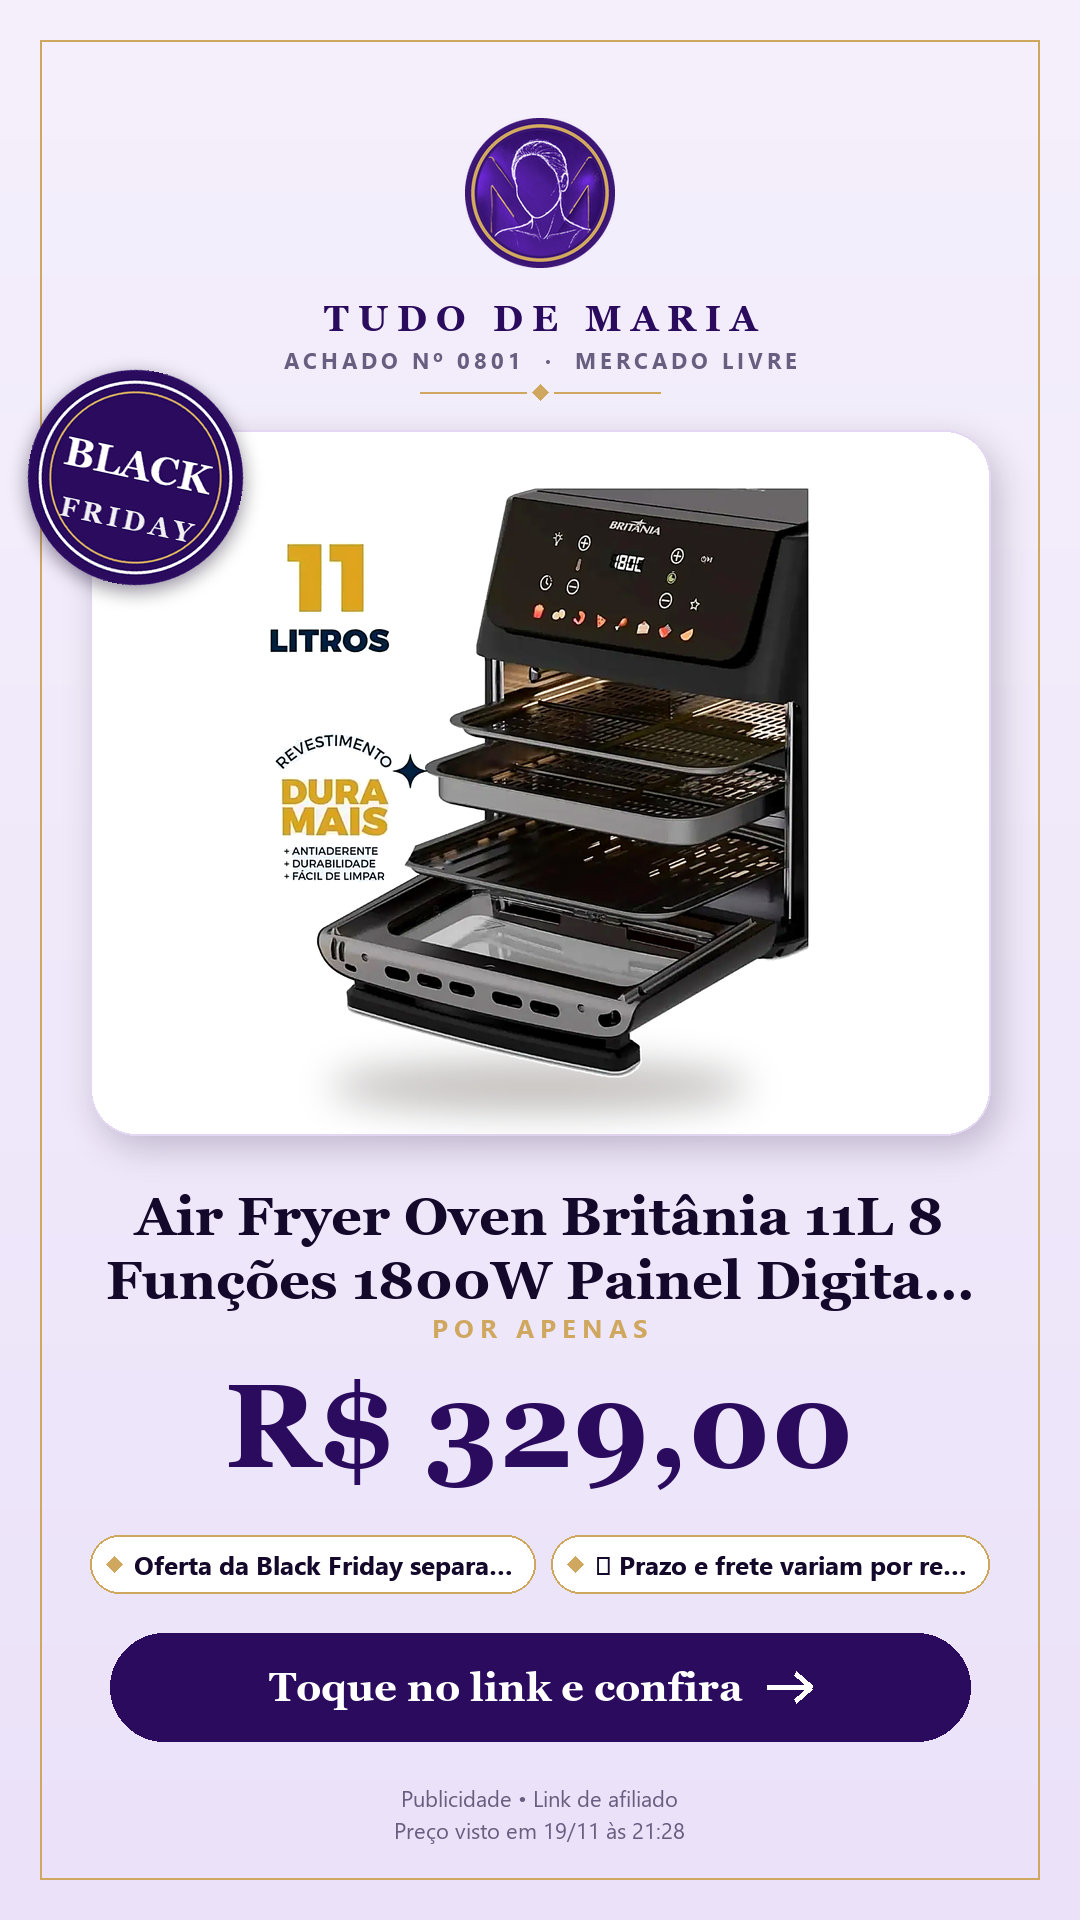 TUDO DE MARIA
ACHADO Nº 0801 · MERCADO LIVRE
BLACK
FRIDAY
11
LITROS
REVESTIMENTO
DURA
MAIS
+ ANTIADERENTE
+ DURABILIDADE
+ FÁCIL DE LIMPAR
BRITÂNIA
180C
Air Fryer Oven Britânia 11L 8
Funções 1800W Painel Digita...
POR APENAS
R$ 329,00
Oferta da Black Friday separa...
Prazo e frete variam por re...
Toque no link e confira →
Publicidade • Link de afiliado
Preço visto em 19/11 às 21:28